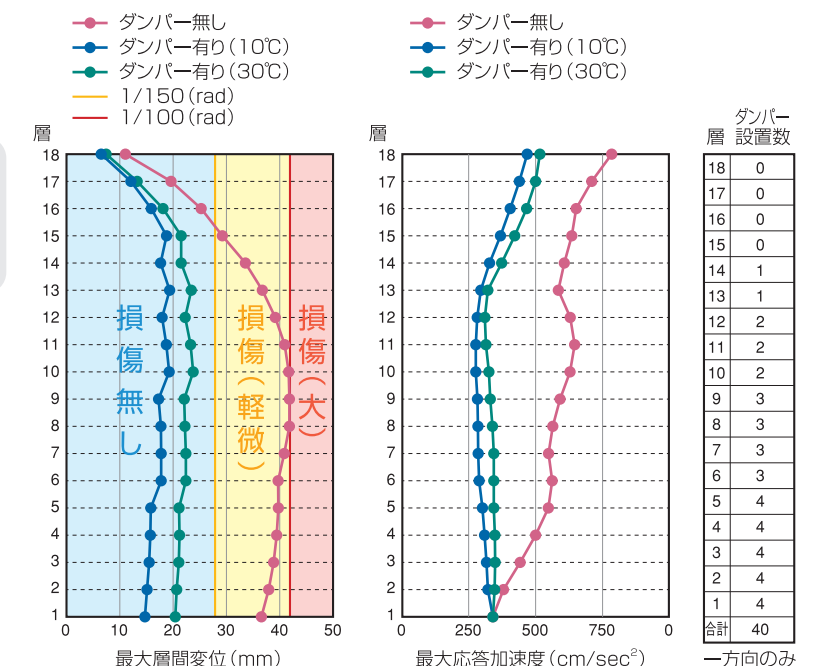 ダンパー無し
ダンパー有り(10℃)
ダンパー有り(30℃)
1/150(rad)
1/100(rad)
層
18
17
16
15
14
13
12
11
10
9
8
7
6
5
4
3
2
1
損傷無し
損傷(軽微)
損傷(大)
0 10 20 30 40 50
最大層間変位(mm)
ダンパー無し
ダンパー有り(10℃)
ダンパー有り(30℃)
層
18
17
16
15
14
13
12
11
10
9
8
7
6
5
4
3
2
1
0 250 500 750 0
最大応答加速度(cm/sec²)
ダンパー
層 設置数
18 0
17 0
16 0
15 0
14 1
13 1
12 2
11 2
10 2
9 3
8 3
7 3
6 3
5 4
4 4
3 4
2 4
1 4
合計 40
一方向のみ